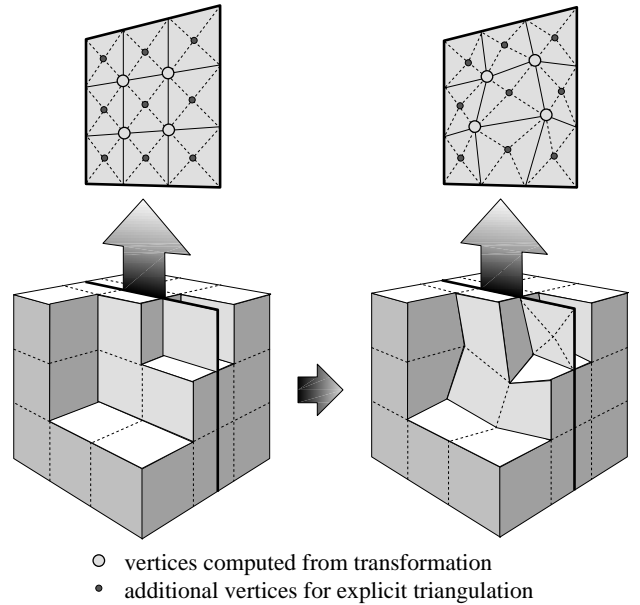 vertices computed from transformation
additional vertices for explicit triangulation